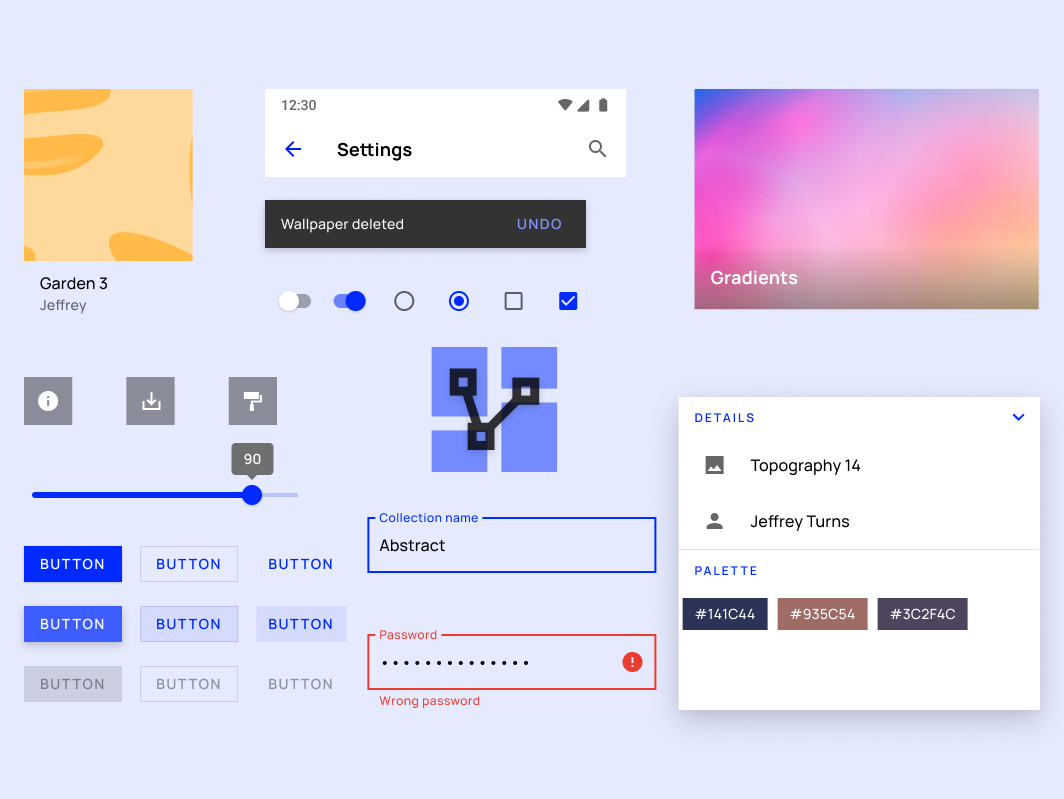 12:30
Settings
Wallpaper deleted
UNDO
Garden 3
Jeffrey
Gradients
90
BUTTON
BUTTON
BUTTON
BUTTON
BUTTON
BUTTON
BUTTON
BUTTON
BUTTON
Collection name
Abstract
Password
••••••••••••••
Wrong password
DETAILS
Topography 14
Jeffrey Turns
PALETTE
#141C44
#935C54
#3C2F4C